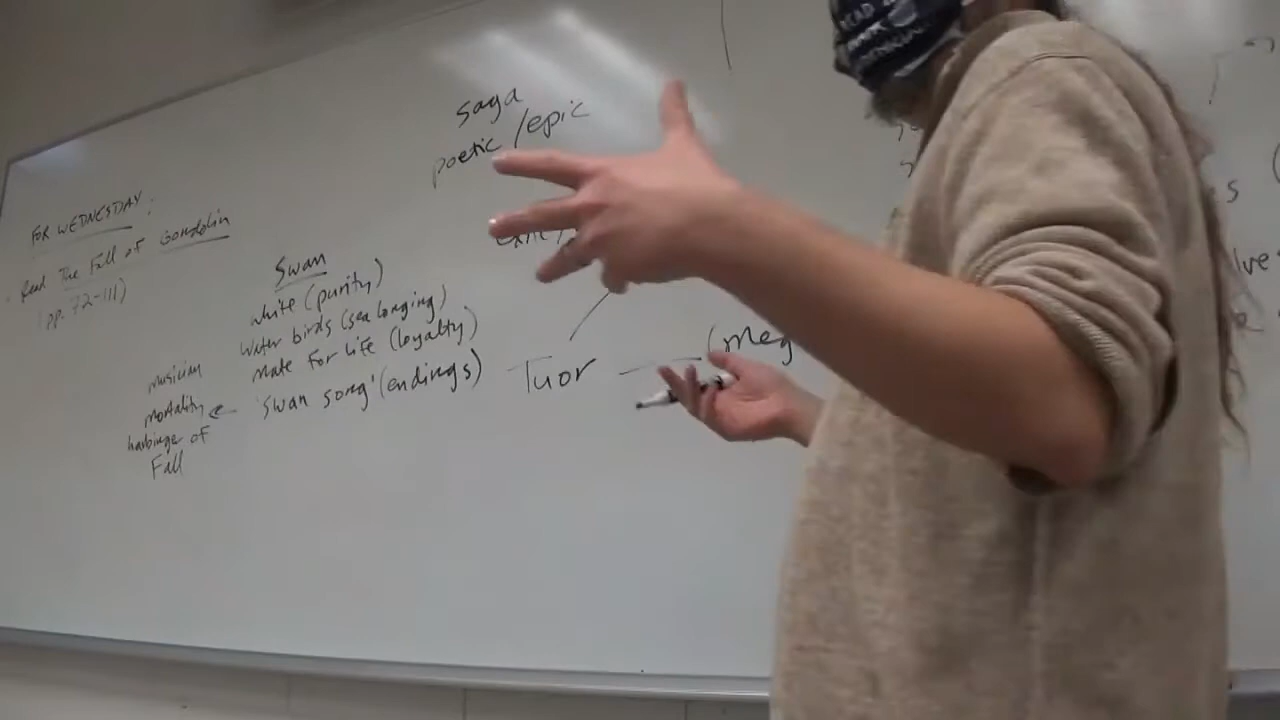 FOR WEDNESDAY:
Read The Fall of Gondolin
(pp. 72-111)
Swan
white (purity)
water birds (sea longing)
mate for life (loyalty)
'swan song' (endings)
musician
mortality ←
harbinger of
Fall
saga
poetic/epic
Tuor — (Meg
READ